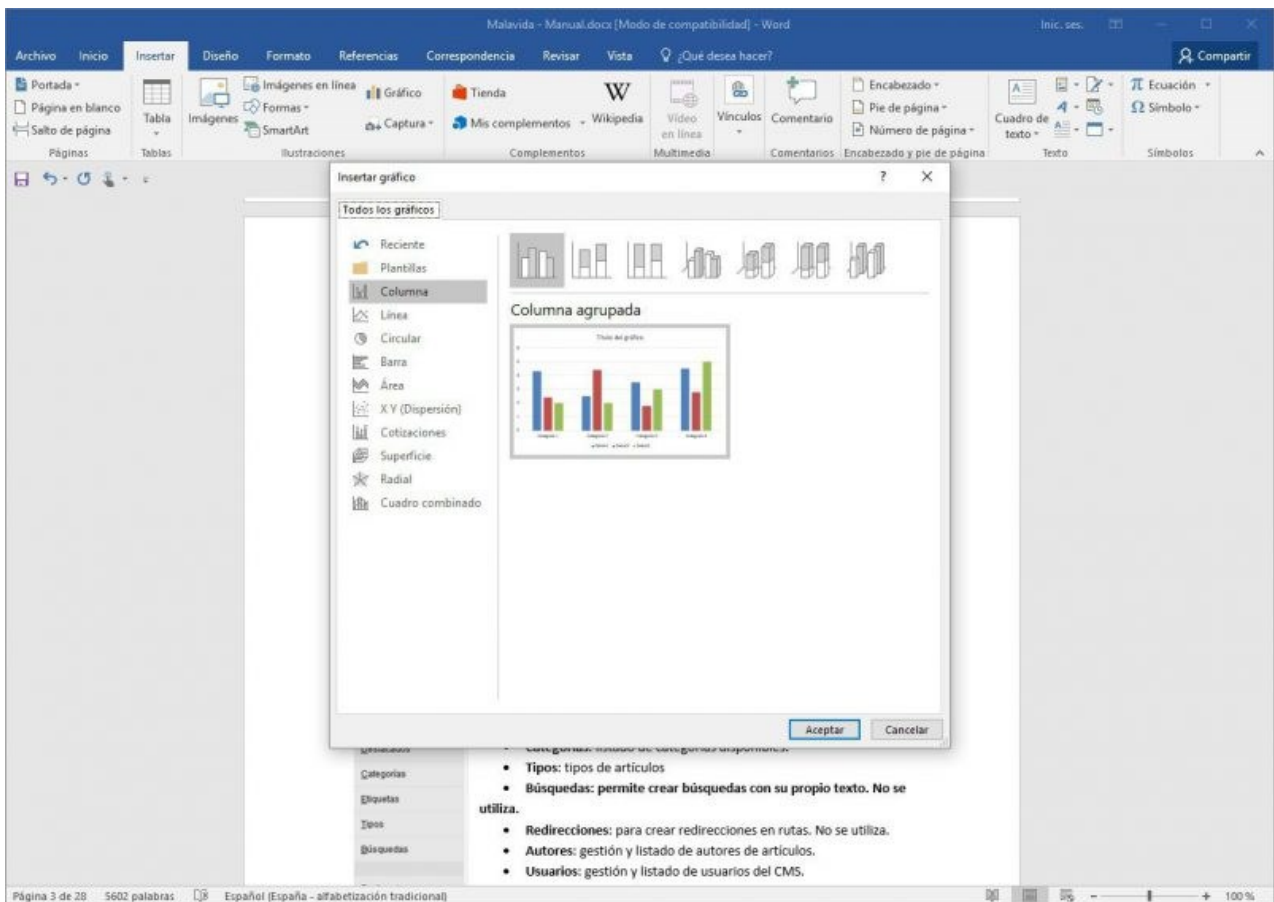 Malavida - Manual.docx [Modo de compatibilidad] - Word
Inic. ses.
Archivo Inicio Insertar Diseño Formato Referencias Correspondencia Revisar Vista ¿Qué desea hacer? Compartir
Portada
Página en blanco
Salto de página
Páginas
Tabla
Tablas
Imágenes
Imágenes en línea
Formas
SmartArt
Gráfico
Captura
Ilustraciones
Tienda
Mis complementos
Wikipedia
Complementos
Vídeo
en línea
Multimedia
Vínculos
Comentario
Comentarios
Encabezado
Pie de página
Número de página
Encabezado y pie de página
Cuadro de
texto
Texto
Ecuación
Símbolo
Símbolos
Insertar gráfico
Todos los gráficos
Reciente
Plantillas
Columna
Línea
Circular
Barra
Área
X Y (Dispersión)
Cotizaciones
Superficie
Radial
Cuadro combinado
Columna agrupada
Título del gráfico
Aceptar Cancelar
Destacados
Categorías
Etiquetas
Tipos
Búsquedas
Categorías: listado de categorías disponibles.
• Tipos: tipos de artículos
• Búsquedas: permite crear búsquedas con su propio texto. No se
utiliza.
• Redirecciones: para crear redirecciones en rutas. No se utiliza.
• Autores: gestión y listado de autores de artículos.
• Usuarios: gestión y listado de usuarios del CMS.
Página 3 de 28 5602 palabras Español (España - alfabetización tradicional) 100 %